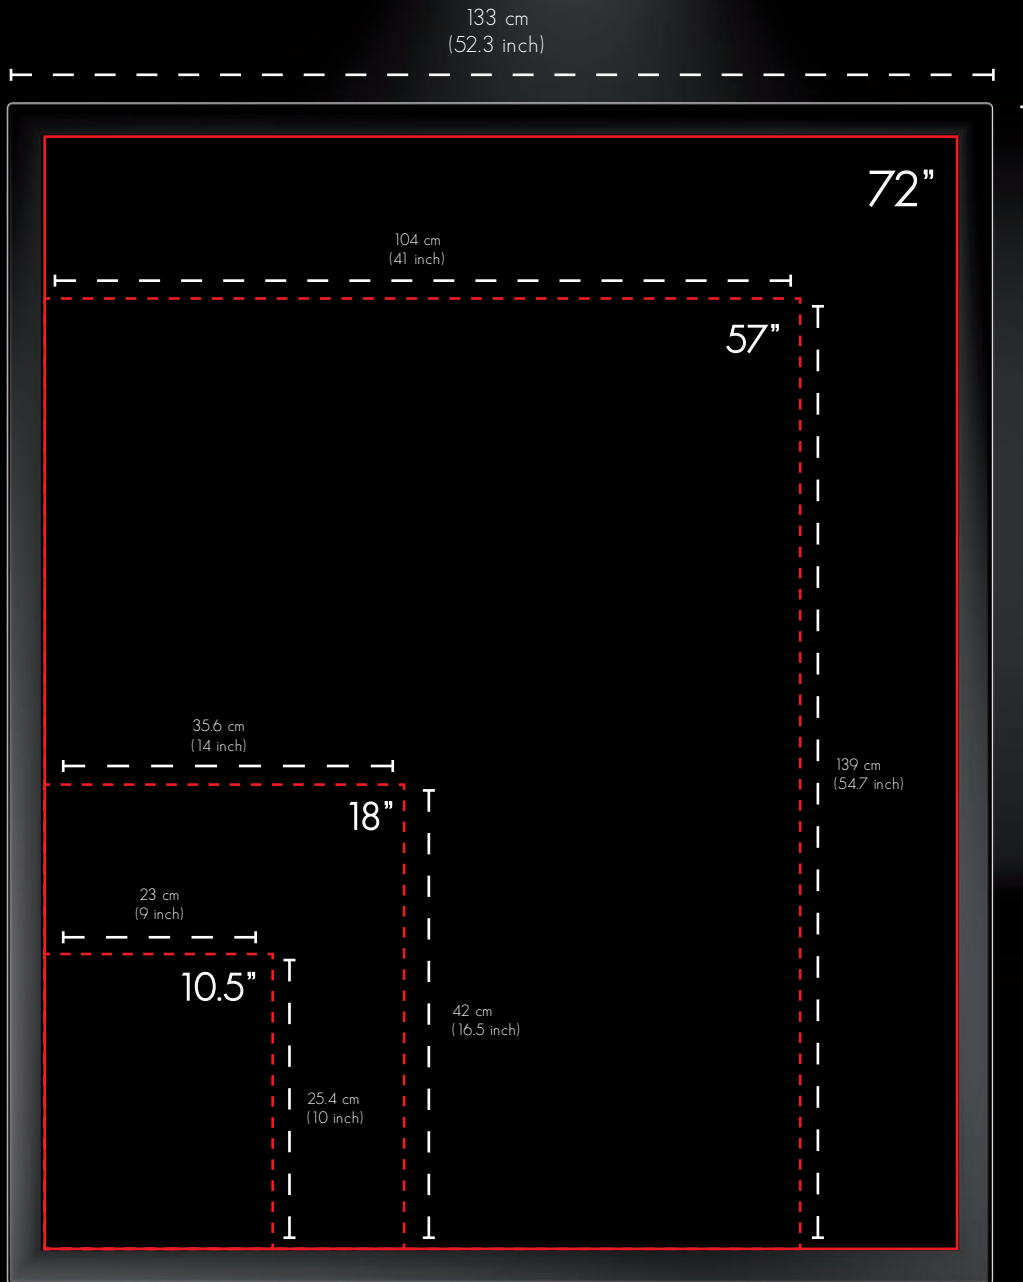 133 cm
(52.3 inch)
72”
104 cm
(41 inch)
57”
35.6 cm
(14 inch)
139 cm
(54.7 inch)
18”
23 cm
(9 inch)
10.5”
42 cm
(16.5 inch)
25.4 cm
(10 inch)